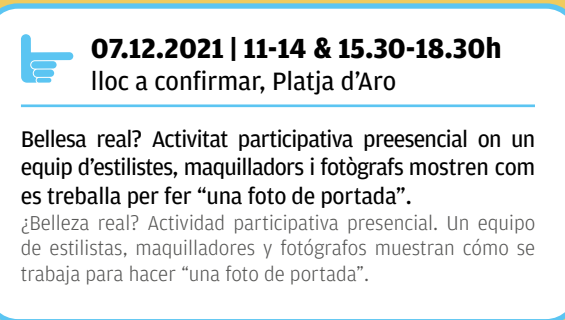 07.12.2021 | 11-14 & 15.30-18.30h
lloc a confirmar, Platja d'Aro
Bellesa real? Activitat participativa preesencial on un
equip d'estilistes, maquilladors i fotògrafs mostren com
es treballa per fer “una foto de portada”.
¿Belleza real? Actividad participativa presencial. Un equipo
de estilistas, maquilladores y fotógrafos muestran cómo se
trabaja para hacer “una foto de portada”.